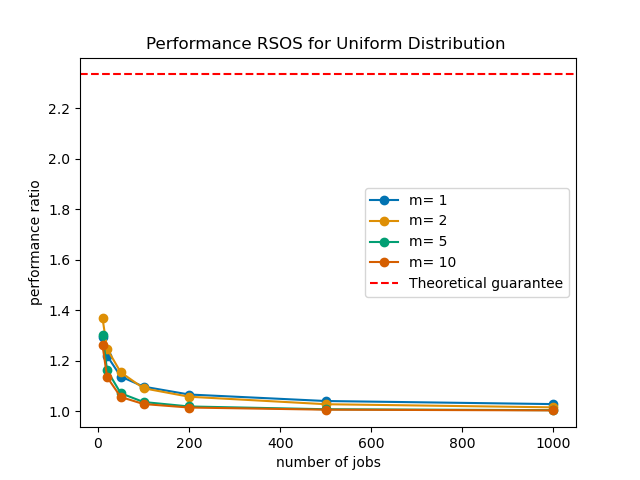 Performance RSOS for Uniform Distribution
performance ratio
2.2
2.0
1.8
1.6
1.4
1.2
1.0
m= 1
m= 2
m= 5
m= 10
Theoretical guarantee
0 200 400 600 800 1000
number of jobs